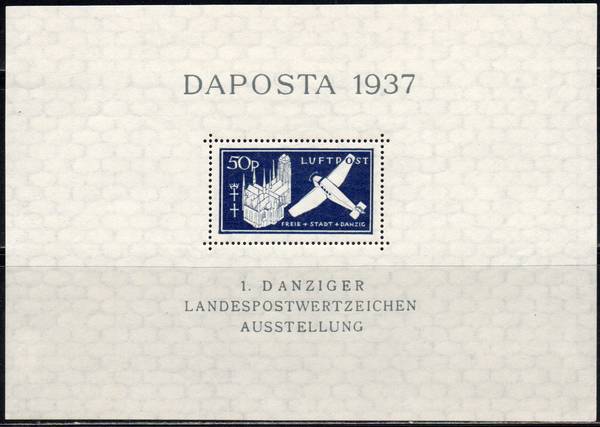 DAPOSTA 1937
50P LUFTPOST
FREIE + STADT + DANZIG
1. DANZIGER
LANDESPOSTWERTZEICHEN
AUSSTELLUNG